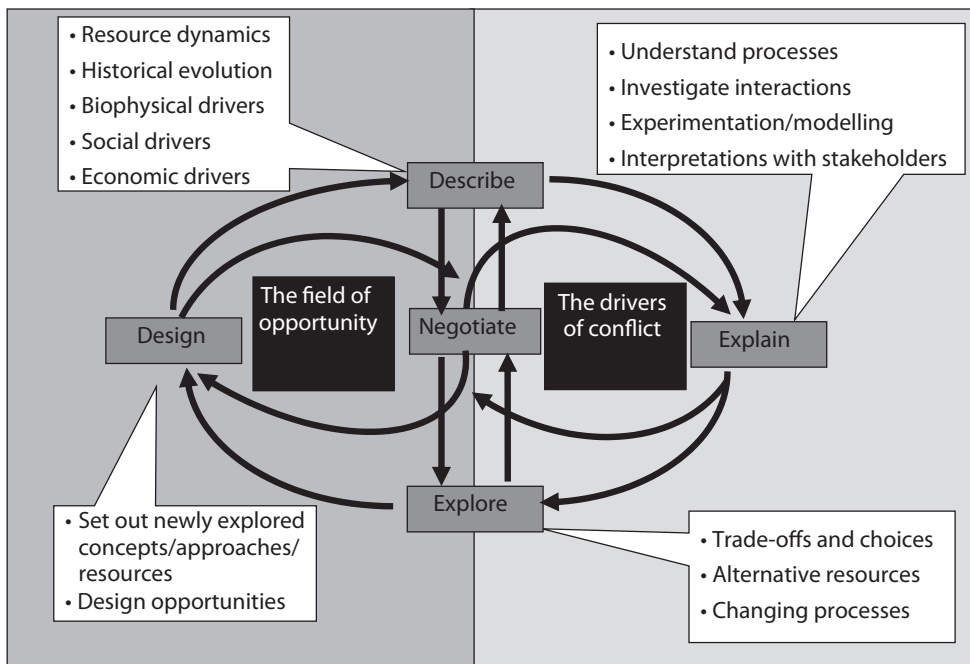 • Resource dynamics
• Historical evolution
• Biophysical drivers
• Social drivers
• Economic drivers
• Understand processes
• Investigate interactions
• Experimentation/modelling
• Interpretations with stakeholders
Describe
The field of
opportunity
The drivers
of conflict
Design
Negotiate
Explain
Explore
• Set out newly explored
concepts/approaches/
resources
• Design opportunities
• Trade-offs and choices
• Alternative resources
• Changing processes